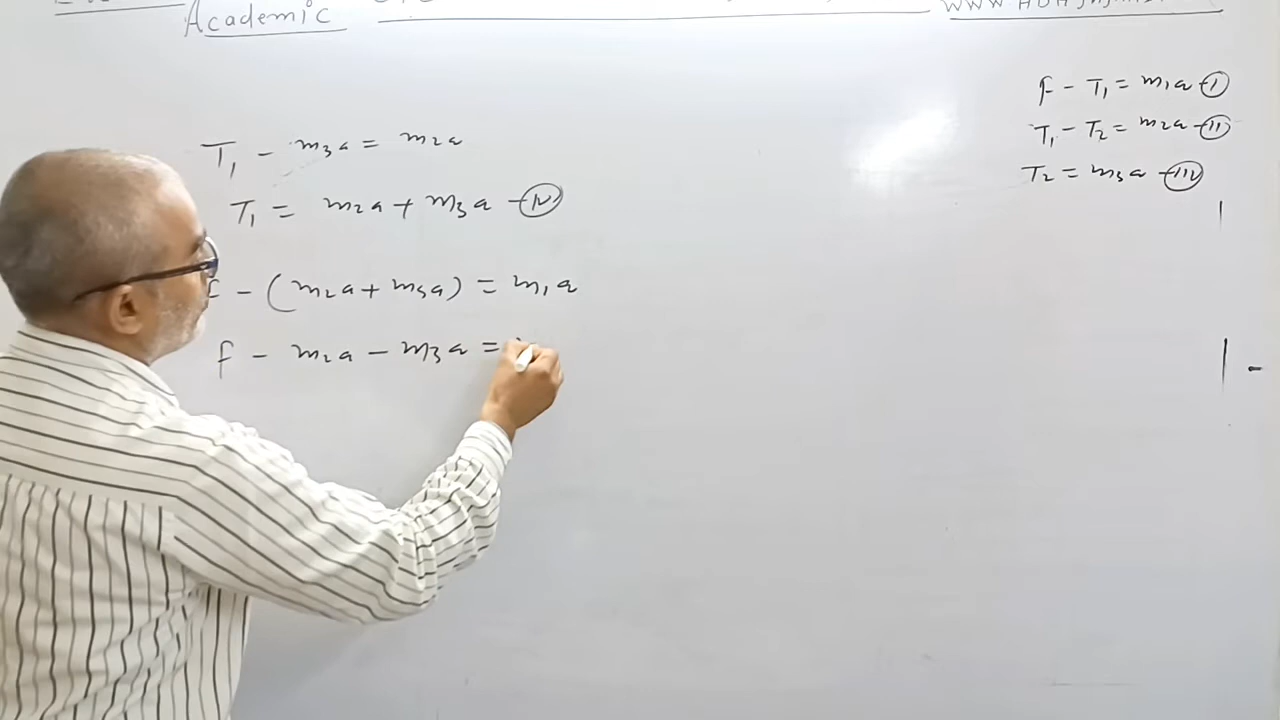 Academic
T₁ - m₃a = m₂a
T₁ = m₂a + m₃a - IV
f - (m₂a + m₃a) = m₁a
f - m₂a - m₃a =
f - T₁ = m₁a - I
T₁ - T₂ = m₂a - II
T₂ = m₃a - III